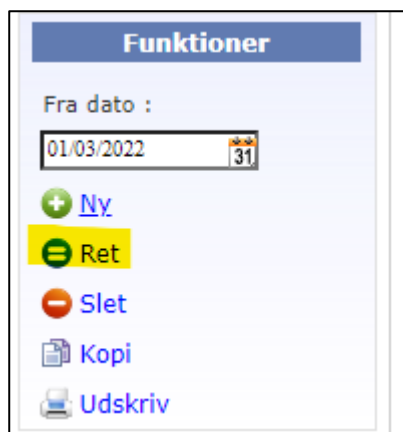 Funktioner
Fra dato :
01/03/2022 31
Ny
Ret
Slet
Kopi
Udskriv